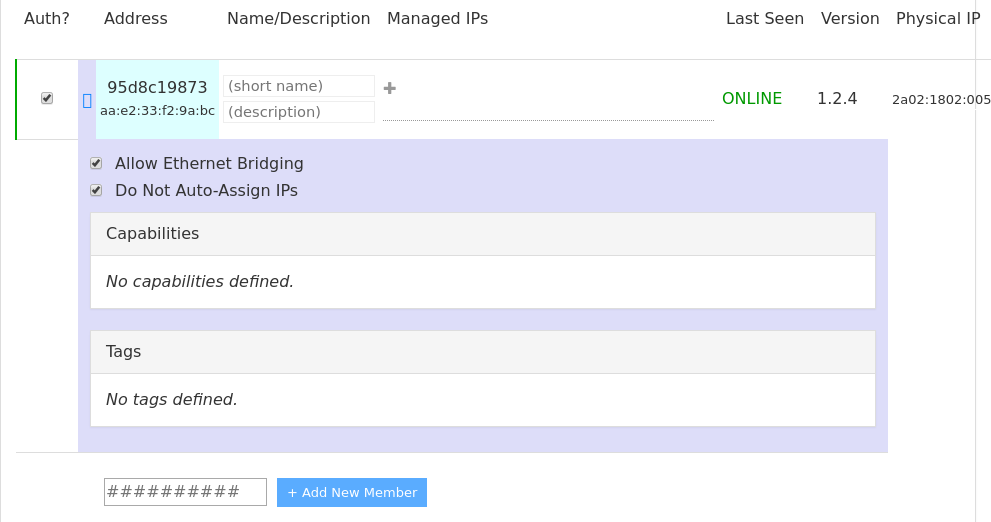 Auth? Address Name/Description Managed IPs Last Seen Version Physical IP
95d8c19873 (short name) +
aa:e2:33:f2:9a:bc (description) ONLINE 1.2.4 2a02:1802:005
Allow Ethernet Bridging
Do Not Auto-Assign IPs
Capabilities
No capabilities defined.
Tags
No tags defined.
########## + Add New Member